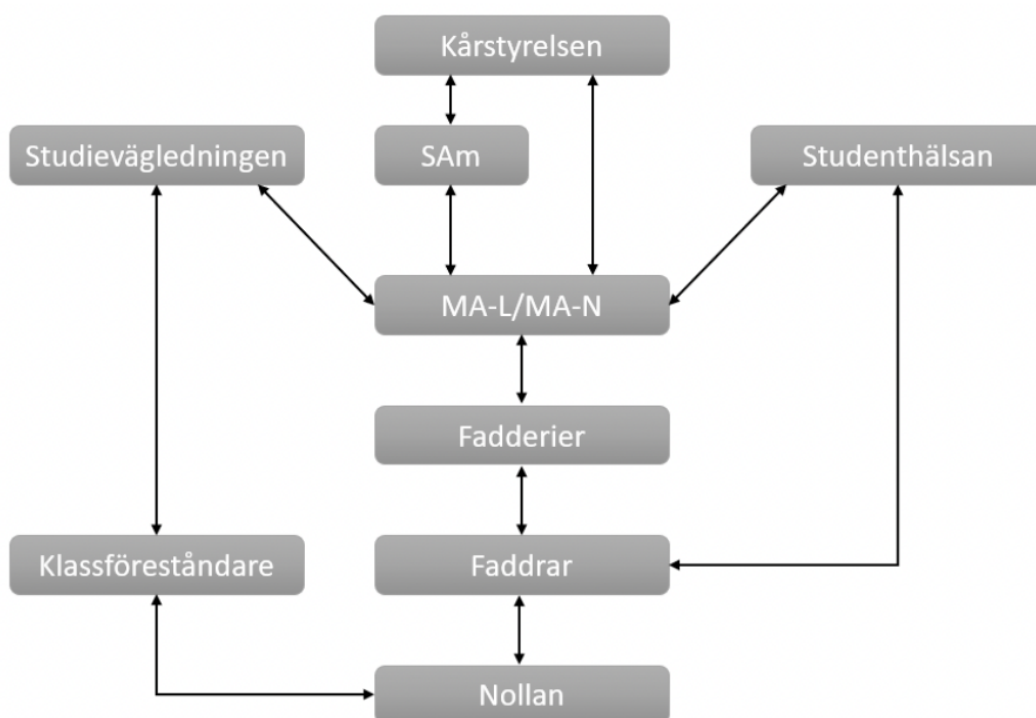 Kårstyrelsen
Studievägledningen
SAm
Studenthälsan
MA-L/MA-N
Fadderier
Klassföreståndare
Faddrar
Nollan